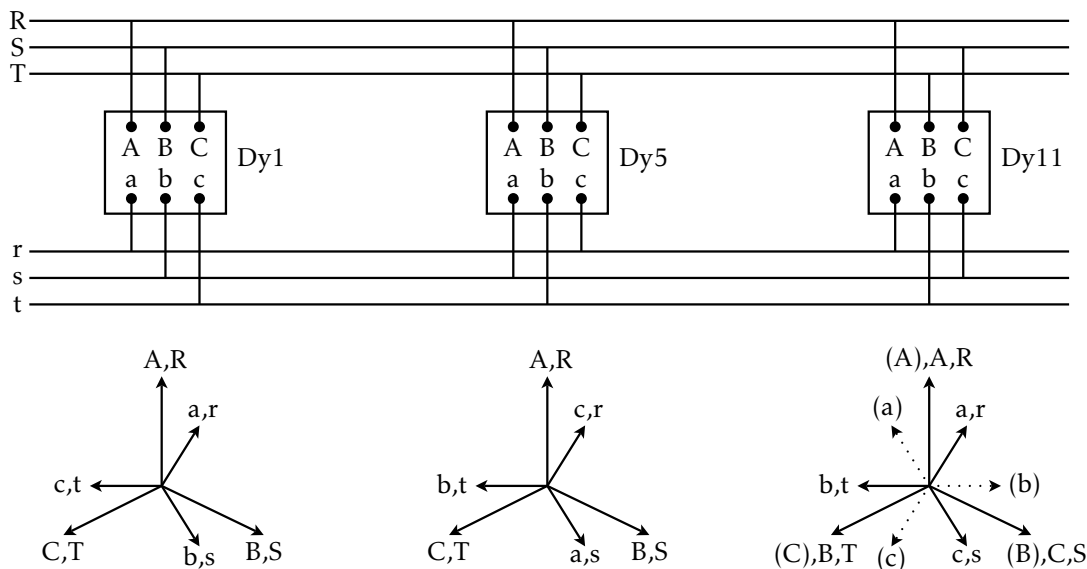 R
S
T
A B C
a b c
Dy1
A B C
a b c
Dy5
A B C
a b c
Dy11
r
s
t
A,R
a,r
c,t
C,T
b,s
B,S
A,R
c,r
b,t
C,T
a,s
B,S
(A),A,R
(a)
a,r
b,t
(b)
(C),B,T
(c)
c,s
(B),C,S